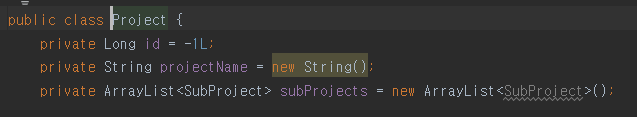 public class Project {
private Long id = -1L;
private String projectName = new String();
private ArrayList<SubProject> subProjects = new ArrayList<SubProject>();